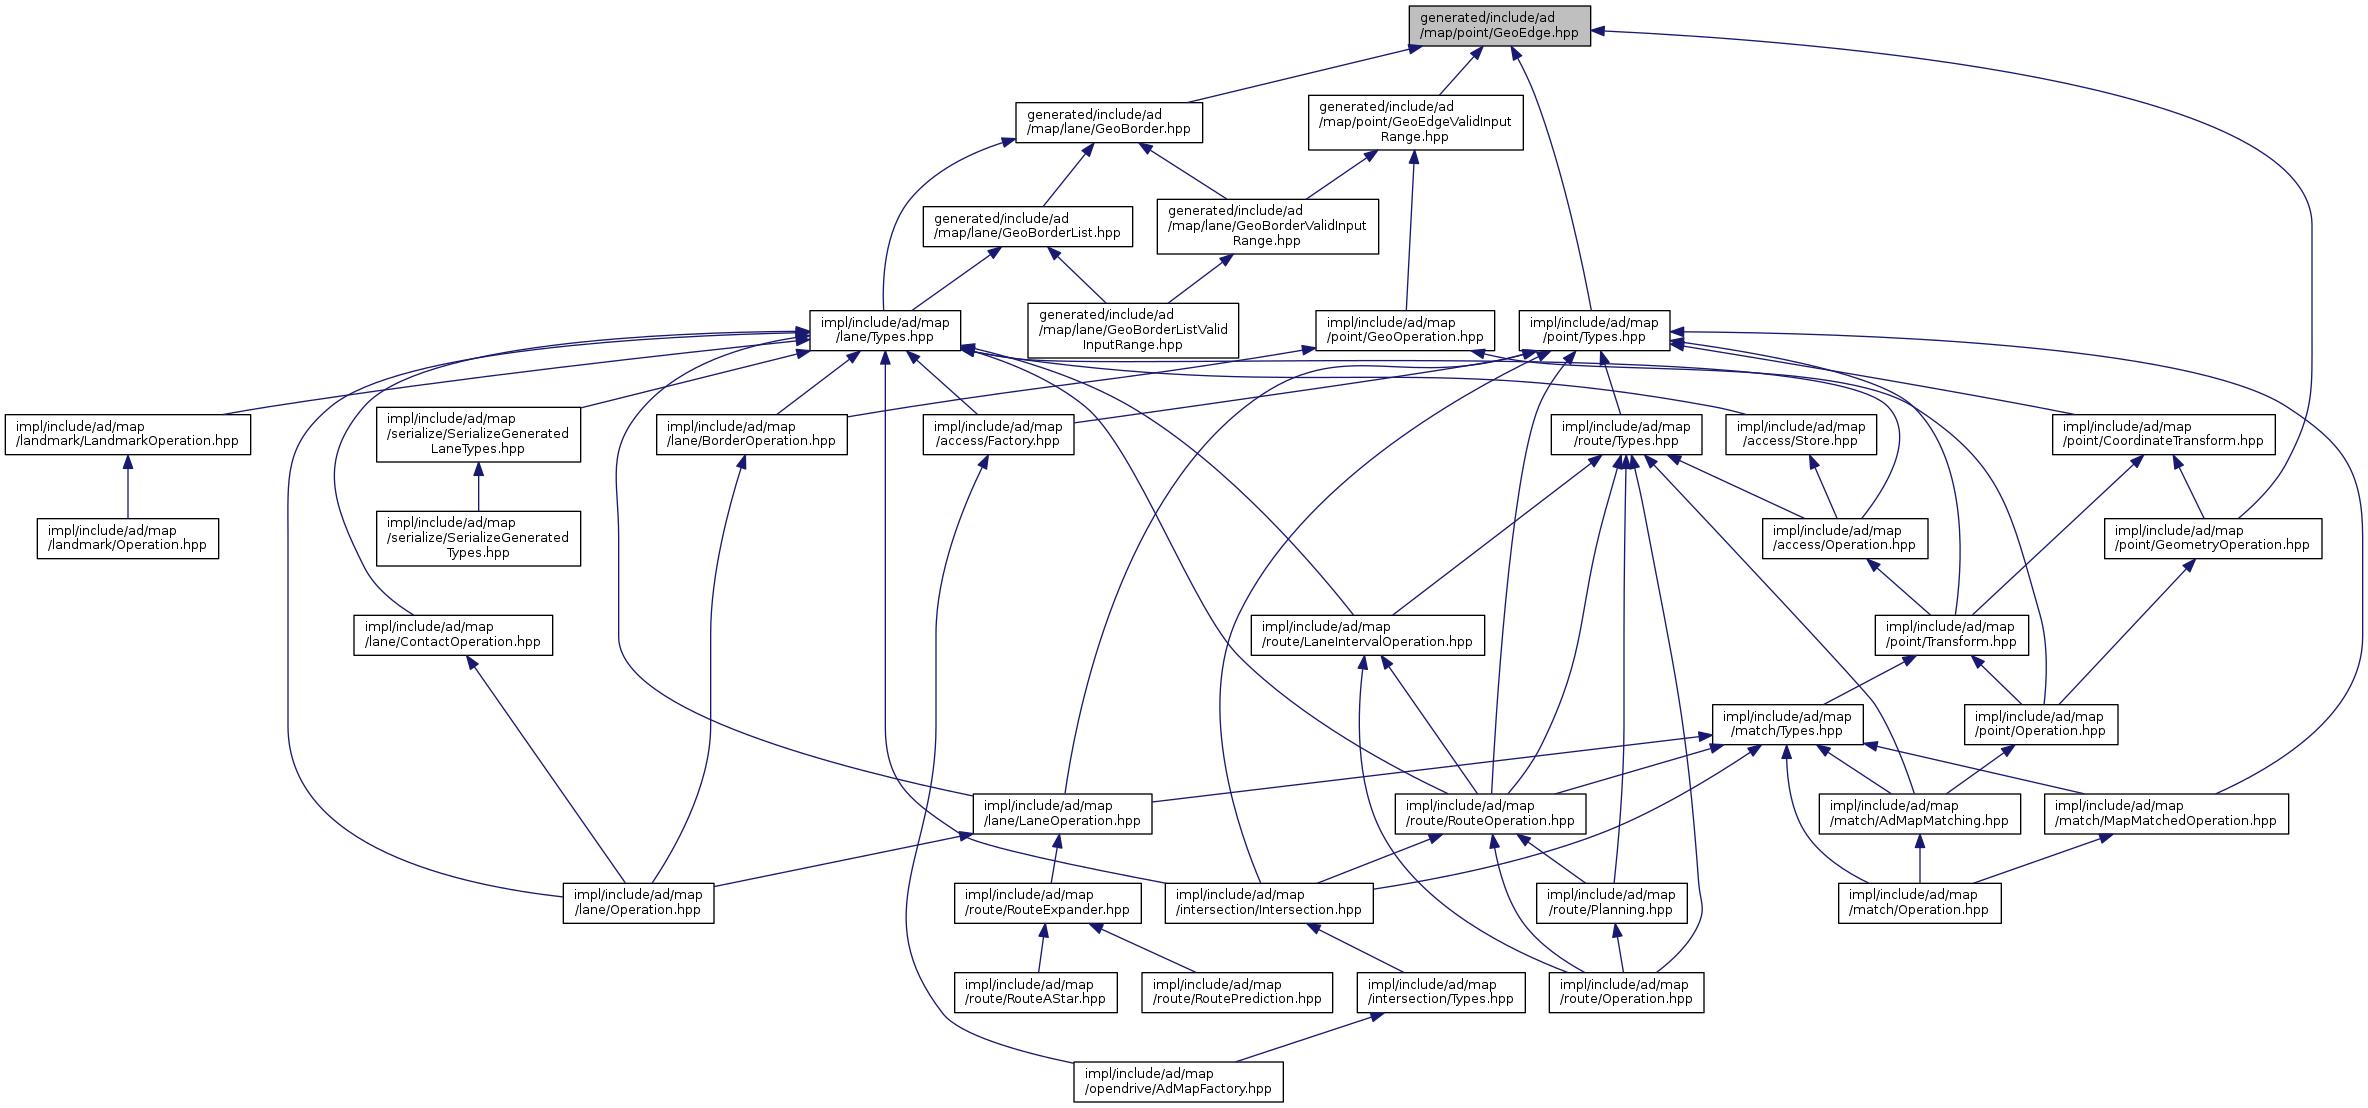 generated/include/ad
/map/point/GeoEdge.hpp
generated/include/ad
/map/lane/GeoBorder.hpp
generated/include/ad
/map/point/GeoEdgeValidInput
Range.hpp
generated/include/ad
/map/lane/GeoBorderList.hpp
generated/include/ad
/map/lane/GeoBorderValidInput
Range.hpp
impl/include/ad/map
/lane/Types.hpp
generated/include/ad
/map/lane/GeoBorderListValid
InputRange.hpp
impl/include/ad/map
/point/GeoOperation.hpp
impl/include/ad/map
/point/Types.hpp
impl/include/ad/map
/landmark/LandmarkOperation.hpp
impl/include/ad/map
/serialize/SerializeGenerated
LaneTypes.hpp
impl/include/ad/map
/lane/BorderOperation.hpp
impl/include/ad/map
/access/Factory.hpp
impl/include/ad/map
/route/Types.hpp
impl/include/ad/map
/access/Store.hpp
impl/include/ad/map
/point/CoordinateTransform.hpp
impl/include/ad/map
/landmark/Operation.hpp
impl/include/ad/map
/serialize/SerializeGenerated
Types.hpp
impl/include/ad/map
/access/Operation.hpp
impl/include/ad/map
/point/GeometryOperation.hpp
impl/include/ad/map
/lane/ContactOperation.hpp
impl/include/ad/map
/route/LaneIntervalOperation.hpp
impl/include/ad/map
/point/Transform.hpp
impl/include/ad/map
/match/Types.hpp
impl/include/ad/map
/point/Operation.hpp
impl/include/ad/map
/lane/LaneOperation.hpp
impl/include/ad/map
/route/RouteOperation.hpp
impl/include/ad/map
/match/AdMapMatching.hpp
impl/include/ad/map
/match/MapMatchedOperation.hpp
impl/include/ad/map
/lane/Operation.hpp
impl/include/ad/map
/route/RouteExpander.hpp
impl/include/ad/map
/intersection/Intersection.hpp
impl/include/ad/map
/route/Planning.hpp
impl/include/ad/map
/match/Operation.hpp
impl/include/ad/map
/route/RouteAStar.hpp
impl/include/ad/map
/route/RoutePrediction.hpp
impl/include/ad/map
/intersection/Types.hpp
impl/include/ad/map
/route/Operation.hpp
impl/include/ad/map
/opendrive/AdMapFactory.hpp